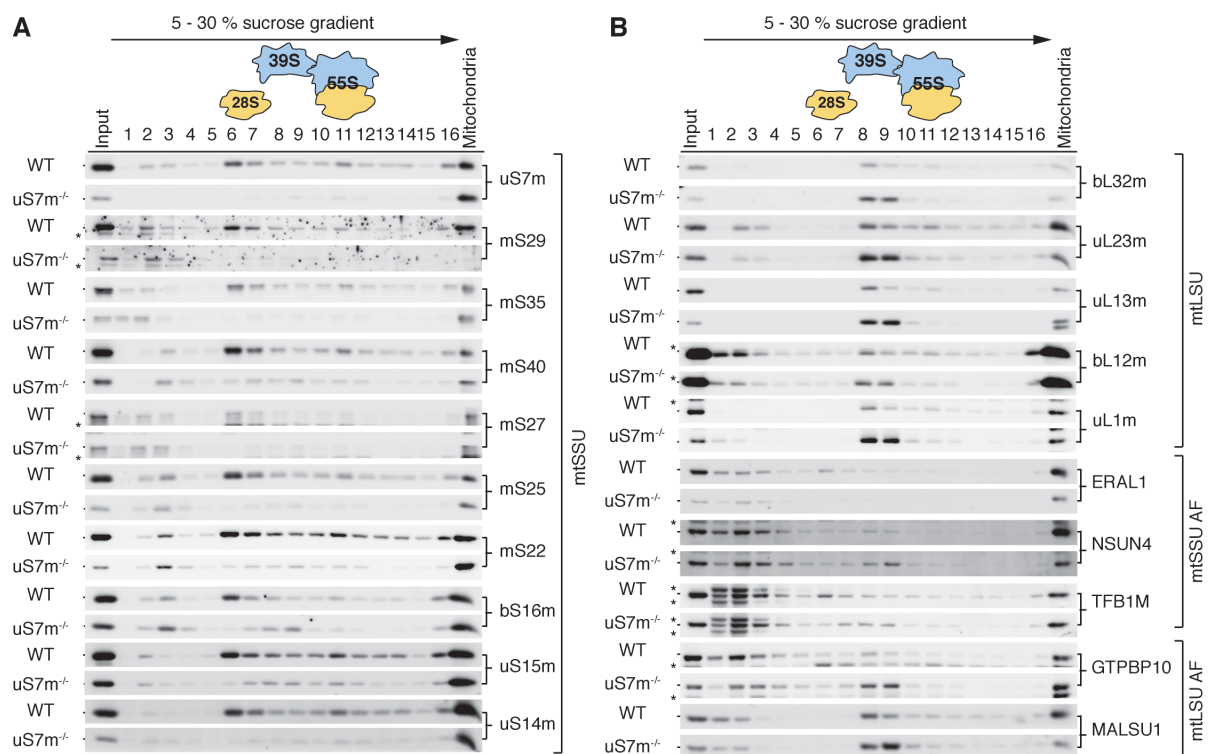 A
5 - 30 % sucrose gradient
39S
55S
28S
Input 1 2 3 4 5 6 7 8 9 10 11 12 13 14 15 16 Mitochondria
WT
uS7m
uS7m-/-
WT
*
mS29
uS7m-/-
*
WT
mS35
uS7m-/-
WT
mS40
uS7m-/-
WT
*
mS27
uS7m-/-
*
WT
mS25
uS7m-/-
WT
mS22
uS7m-/-
WT
bS16m
uS7m-/-
WT
uS15m
uS7m-/-
WT
uS14m
uS7m-/-
mtSSU
B
5 - 30 % sucrose gradient
39S
55S
28S
Input 1 2 3 4 5 6 7 8 9 10 11 12 13 14 15 16 Mitochondria
WT
bL32m
uS7m-/-
WT
uL23m
uS7m-/-
WT
uL13m
uS7m-/-
WT *
bL12m
uS7m-/- *
WT *
uL1m
uS7m-/-
mtLSU
WT
ERAL1
uS7m-/-
WT *
NSUN4
uS7m-/- *
WT *
*
TFB1M
uS7m-/- *
*
*
mtSSU AF
WT
*
GTPBP10
uS7m-/-
*
WT
MALSU1
uS7m-/-
mtLSU AF